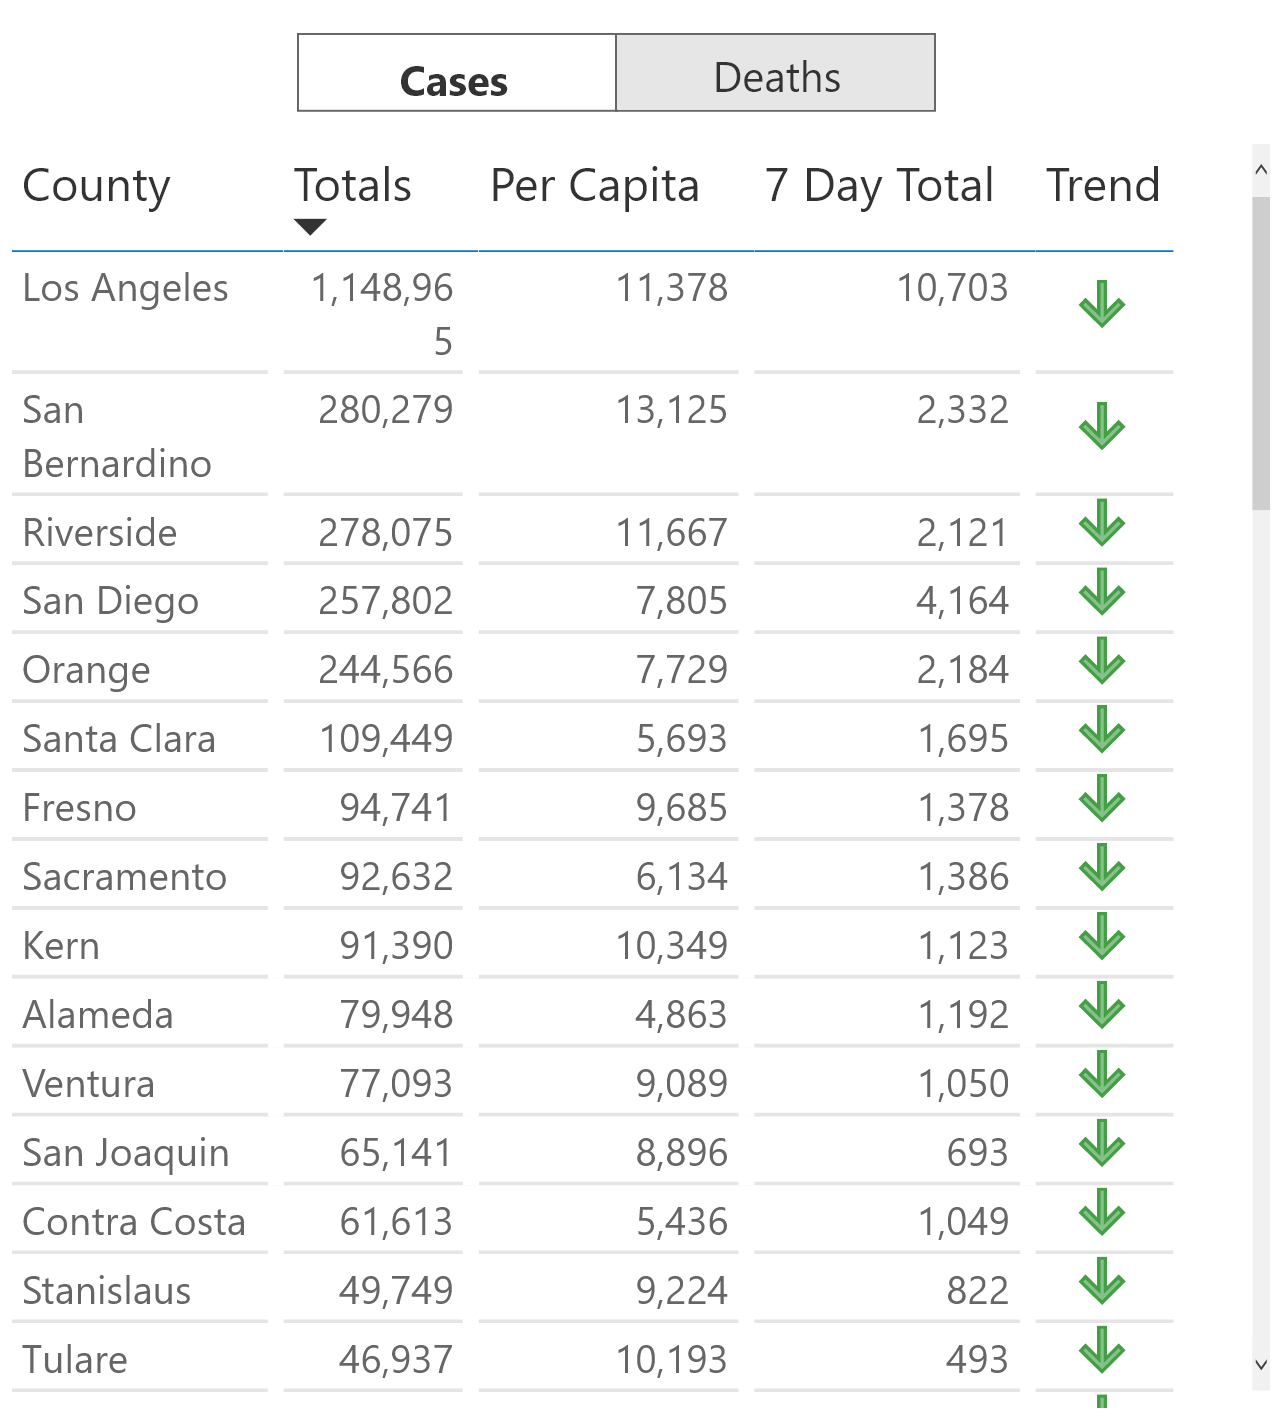 Cases Deaths
County Totals Per Capita 7 Day Total Trend
Los Angeles 1,148,96 11,378 10,703
5
San 280,279 13,125 2,332
Bernardino
Riverside 278,075 11,667 2,121
San Diego 257,802 7,805 4,164
Orange 244,566 7,729 2,184
Santa Clara 109,449 5,693 1,695
Fresno 94,741 9,685 1,378
Sacramento 92,632 6,134 1,386
Kern 91,390 10,349 1,123
Alameda 79,948 4,863 1,192
Ventura 77,093 9,089 1,050
San Joaquin 65,141 8,896 693
Contra Costa 61,613 5,436 1,049
Stanislaus 49,749 9,224 822
Tulare 46,937 10,193 493